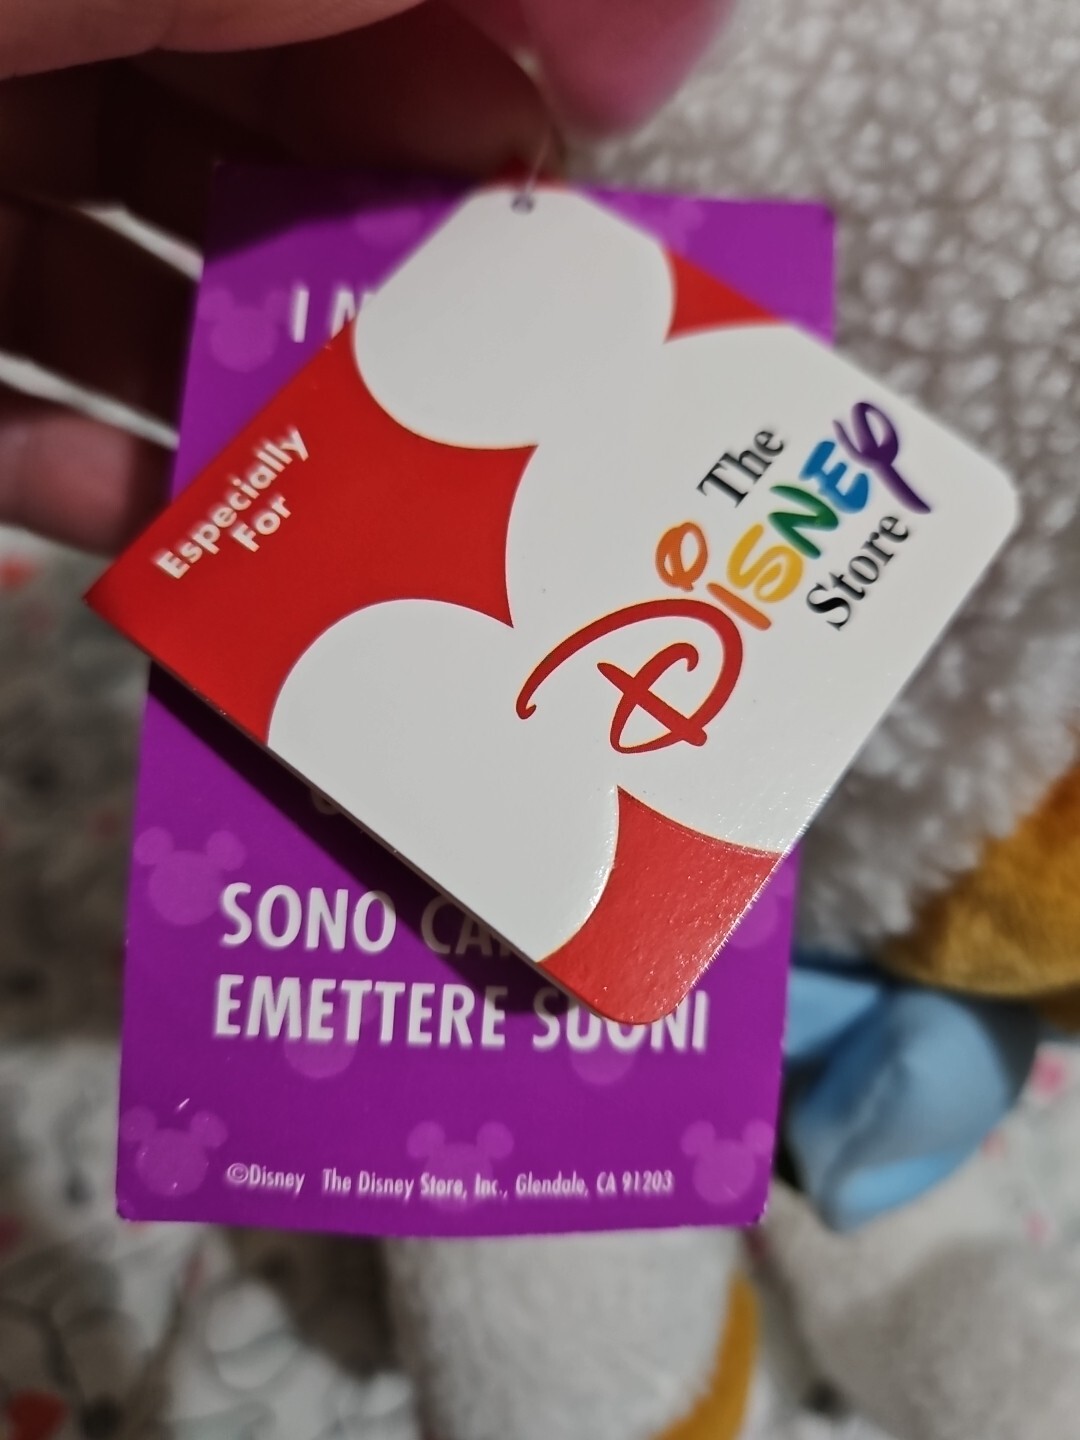 I
Especially
For
The
Disney
Store
SONO
EMETTERE SUONI
©Disney The Disney Store, Inc., Glendale, CA 91203